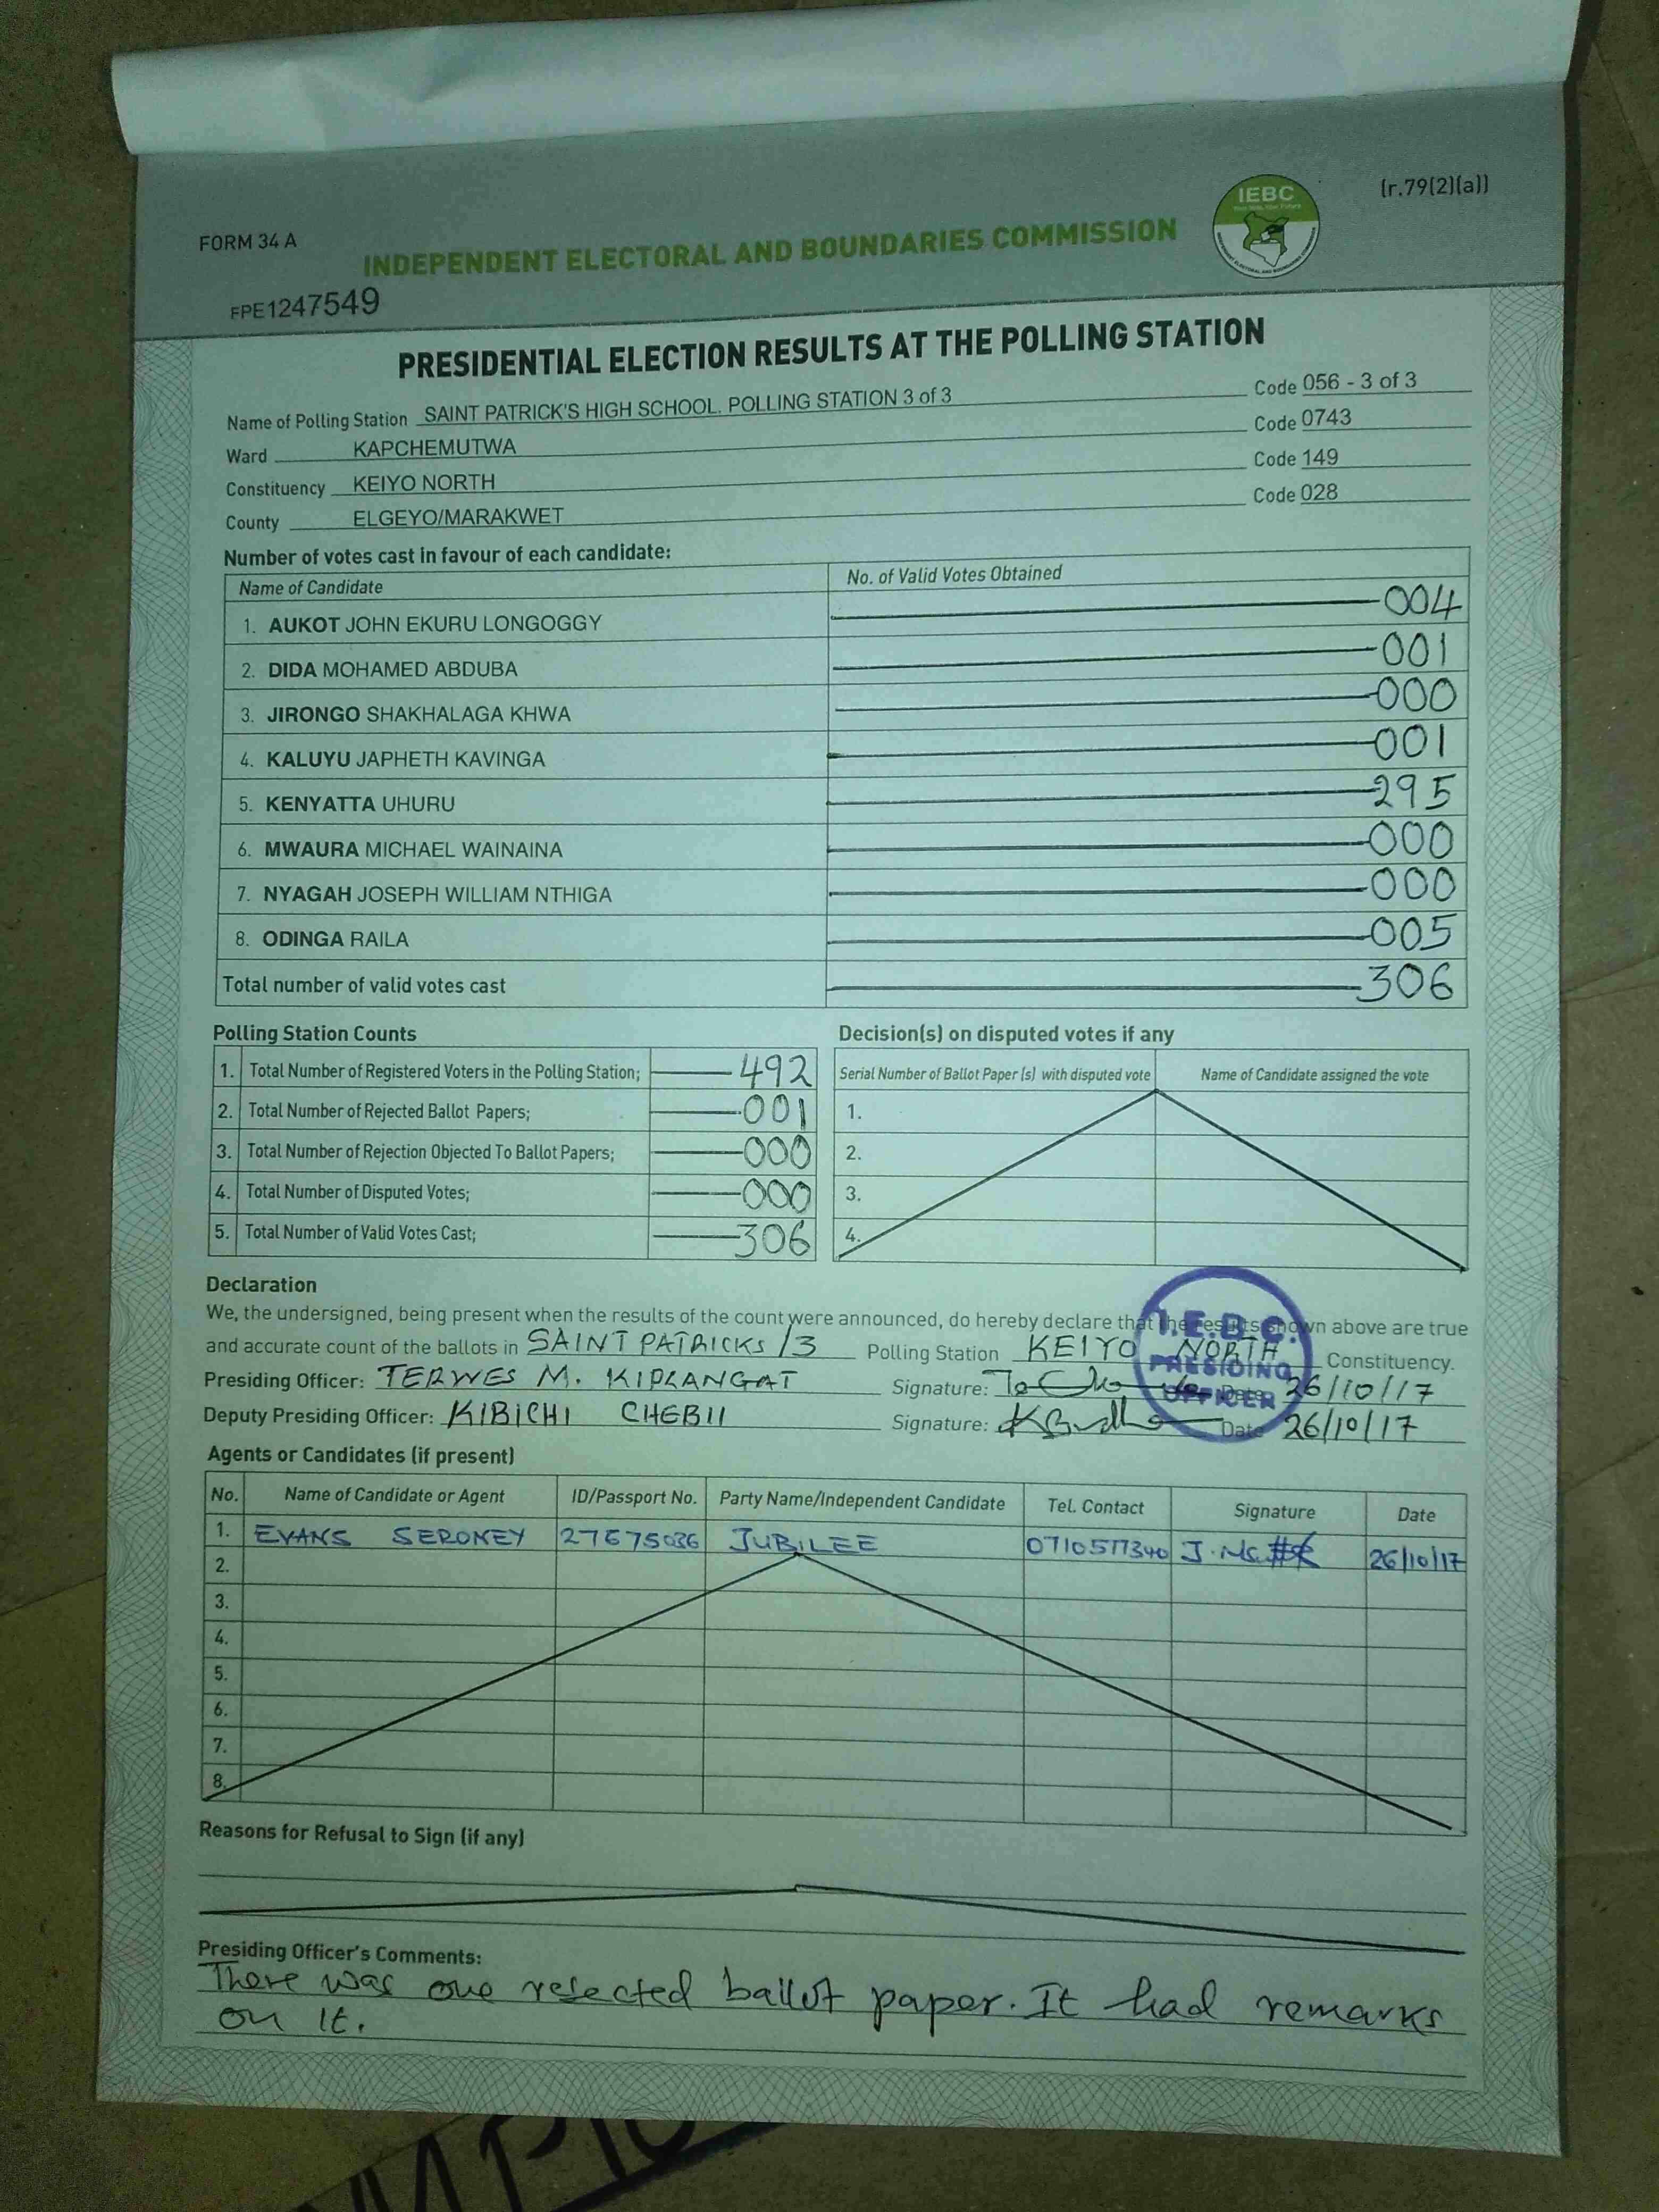 (r.79(2)(a))
IEBC
FORM 34 A
INDEPENDENT ELECTORAL AND BOUNDARIES COMMISSION
FPE1247549
PRESIDENTIAL ELECTION RESULTS AT THE POLLING STATION
Name of Polling Station SAINT PATRICK'S HIGH SCHOOL. POLLING STATION 3 of 3 Code 056 - 3 of 3
Ward KAPCHEMUTWA Code 0743
Constituency KEIYO NORTH Code 149
County ELGEYO/MARAKWET Code 028
Number of votes cast in favour of each candidate:
Name of Candidate No. of Valid Votes Obtained
1. AUKOT JOHN EKURU LONGOGGY 004
2. DIDA MOHAMED ABDUBA 001
3. JIRONGO SHAKHALAGA KHWA 000
4. KALUYU JAPHETH KAVINGA 001
5. KENYATTA UHURU 295
6. MWAURA MICHAEL WAINAINA 000
7. NYAGAH JOSEPH WILLIAM NTHIGA 000
8. ODINGA RAILA 005
Total number of valid votes cast 306
Polling Station Counts
1. Total Number of Registered Voters in the Polling Station; 492
2. Total Number of Rejected Ballot Papers; 001
3. Total Number of Rejection Objected To Ballot Papers; 000
4. Total Number of Disputed Votes; 000
5. Total Number of Valid Votes Cast; 306
Decision(s) on disputed votes if any
Serial Number of Ballot Paper (s) with disputed vote Name of Candidate assigned the vote
1.
2.
3.
4.
Declaration
We, the undersigned, being present when the results of the count were announced, do hereby declare that the results shown above are true
and accurate count of the ballots in SAINT PATRICKS /3 Polling Station KEIYO NORTH Constituency.
Presiding Officer: TERWES M. KIPLANGAT Signature: Date 26/10/17
Deputy Presiding Officer: KIBICHI CHEBII Signature: Date 26/10/17
I.E.B.C.
PRESIDING
OFFICER
Agents or Candidates (if present)
No. Name of Candidate or Agent ID/Passport No. Party Name/Independent Candidate Tel. Contact Signature Date
1. EVANS SERONEY 27675036 JUBILEE 0710577340 26/10/17
2.
3.
4.
5.
6.
7.
8.
Reasons for Refusal to Sign (if any)
Presiding Officer's Comments:
There was one rejected ballot paper. It had remarks
on it.